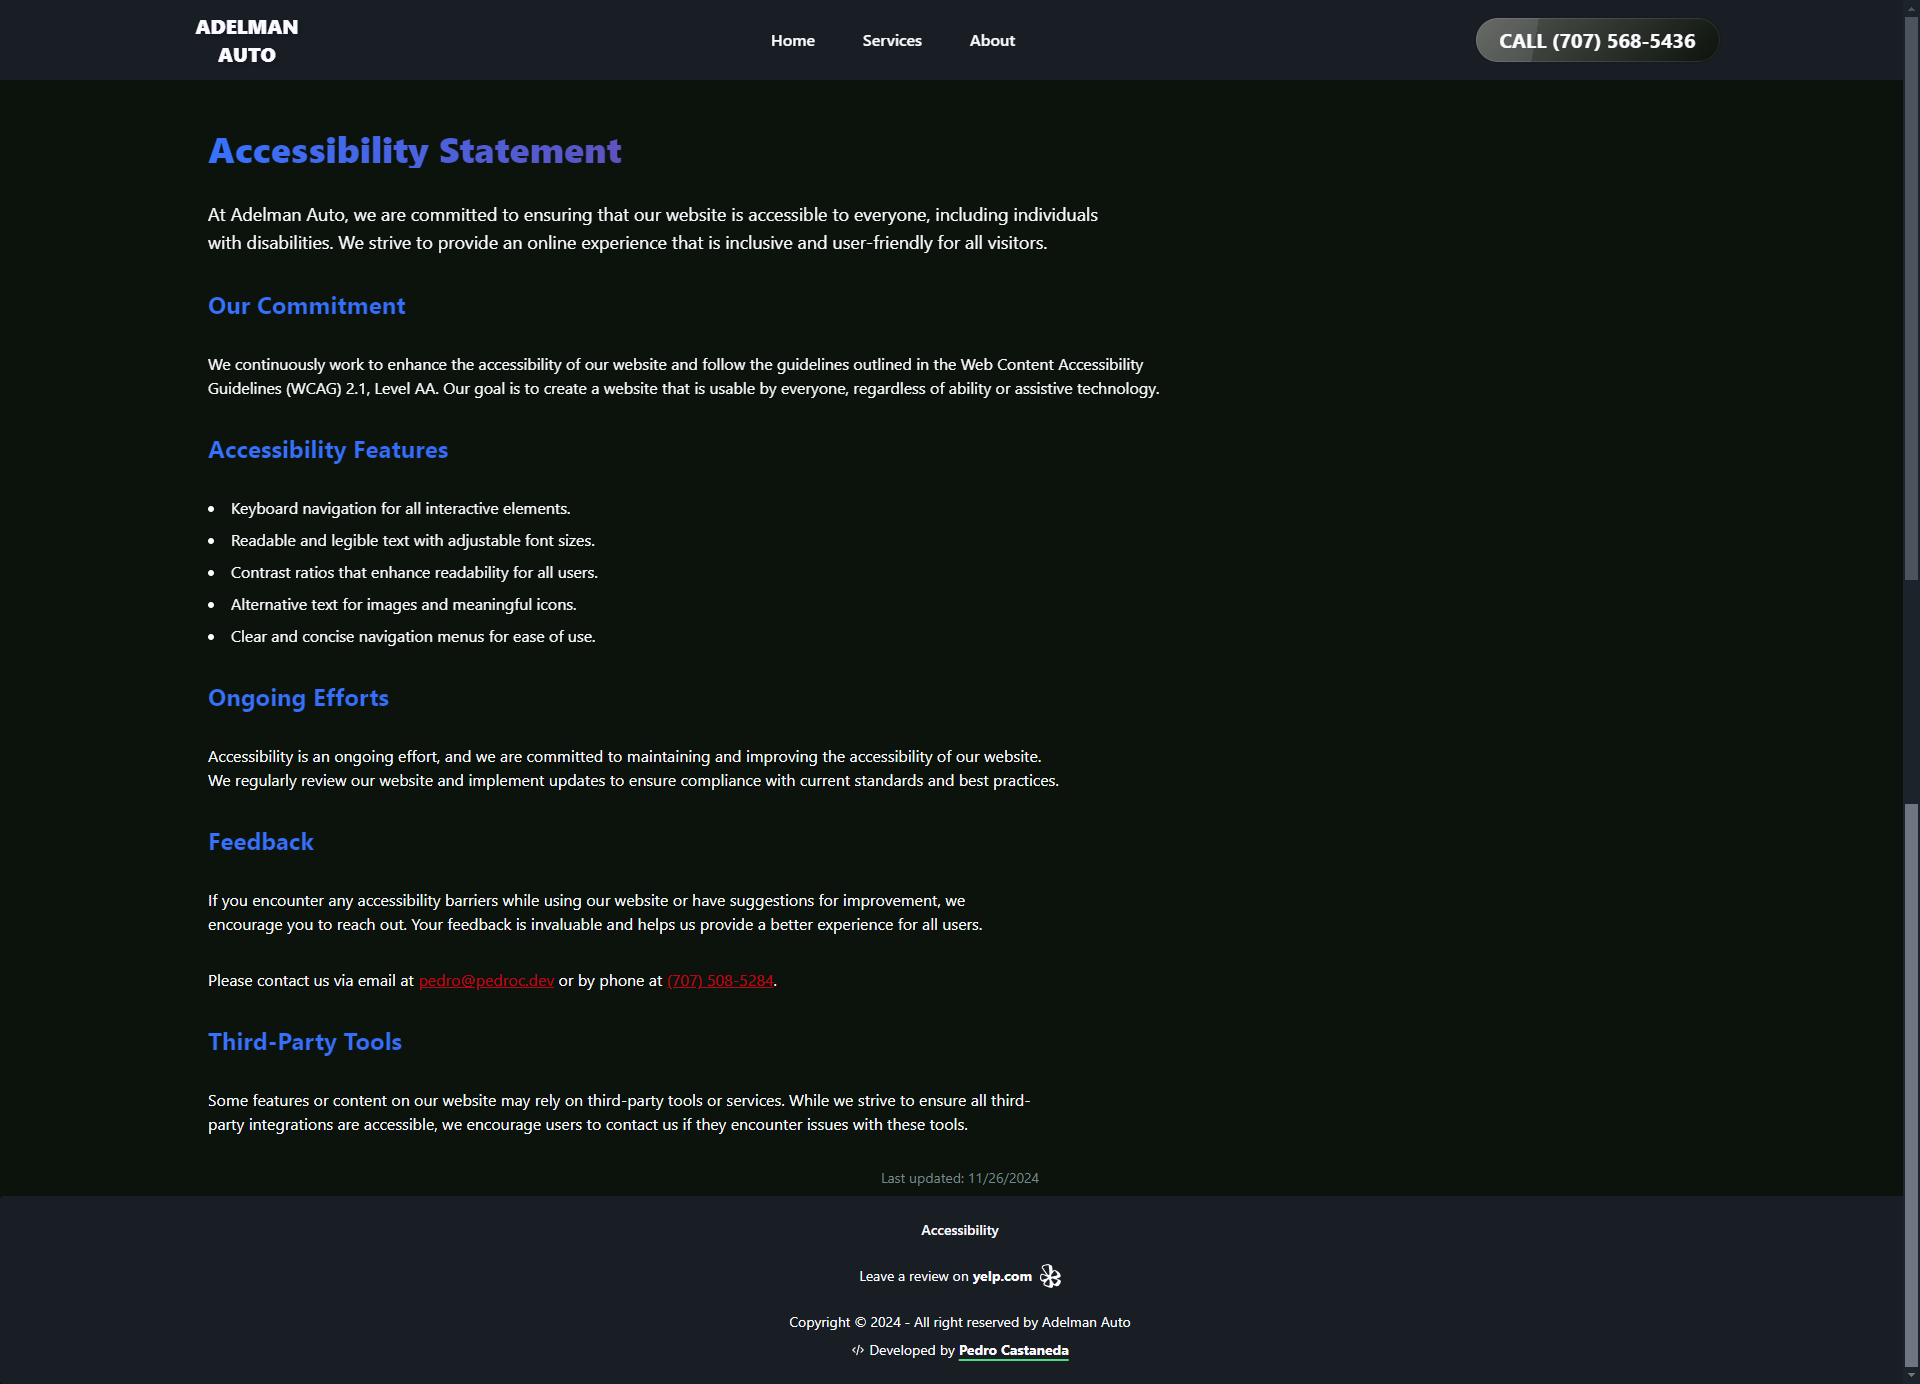 ADELMAN
AUTO
Home
Services
About
CALL (707) 568-5436
Accessibility Statement
At Adelman Auto, we are committed to ensuring that our website is accessible to everyone, including individuals
with disabilities. We strive to provide an online experience that is inclusive and user-friendly for all visitors.
Our Commitment
We continuously work to enhance the accessibility of our website and follow the guidelines outlined in the Web Content Accessibility
Guidelines (WCAG) 2.1, Level AA. Our goal is to create a website that is usable by everyone, regardless of ability or assistive technology.
Accessibility Features
• Keyboard navigation for all interactive elements.
• Readable and legible text with adjustable font sizes.
• Contrast ratios that enhance readability for all users.
• Alternative text for images and meaningful icons.
• Clear and concise navigation menus for ease of use.
Ongoing Efforts
Accessibility is an ongoing effort, and we are committed to maintaining and improving the accessibility of our website.
We regularly review our website and implement updates to ensure compliance with current standards and best practices.
Feedback
If you encounter any accessibility barriers while using our website or have suggestions for improvement, we
encourage you to reach out. Your feedback is invaluable and helps us provide a better experience for all users.
Please contact us via email at pedro@pedroc.dev or by phone at (707) 508-5284.
Third-Party Tools
Some features or content on our website may rely on third-party tools or services. While we strive to ensure all third-
party integrations are accessible, we encourage users to contact us if they encounter issues with these tools.
Last updated: 11/26/2024
Accessibility
Leave a review on yelp.com
Copyright © 2024 - All right reserved by Adelman Auto
</> Developed by Pedro Castaneda